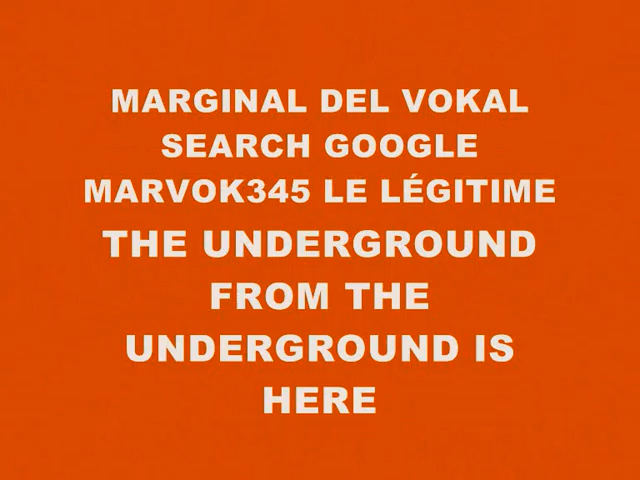 MARGINAL DEL VOKAL
SEARCH GOOGLE
MARVOK345 LE LÉGITIME
THE UNDERGROUND
FROM THE
UNDERGROUND IS
HERE